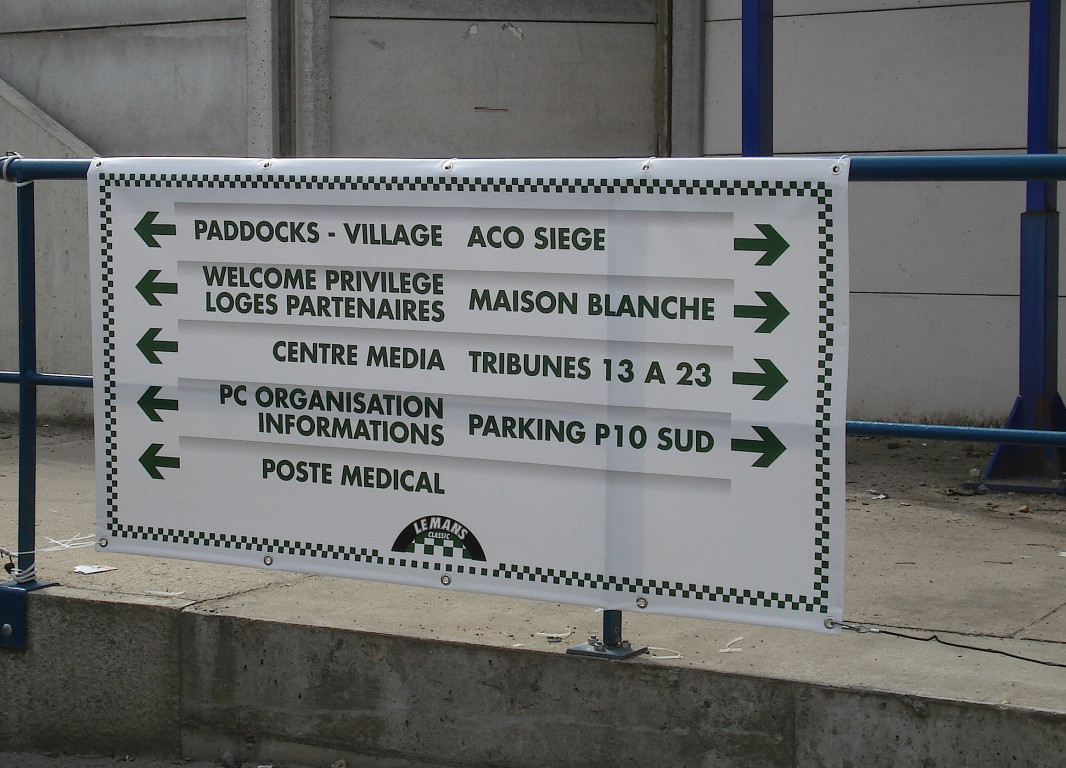 PADDOCKS - VILLAGE
WELCOME PRIVILEGE
LOGES PARTENAIRES
CENTRE MEDIA
PC ORGANISATION
INFORMATIONS
POSTE MEDICAL
ACO SIEGE
MAISON BLANCHE
TRIBUNES 13 A 23
PARKING P10 SUD
LE MANS
CLASSIC